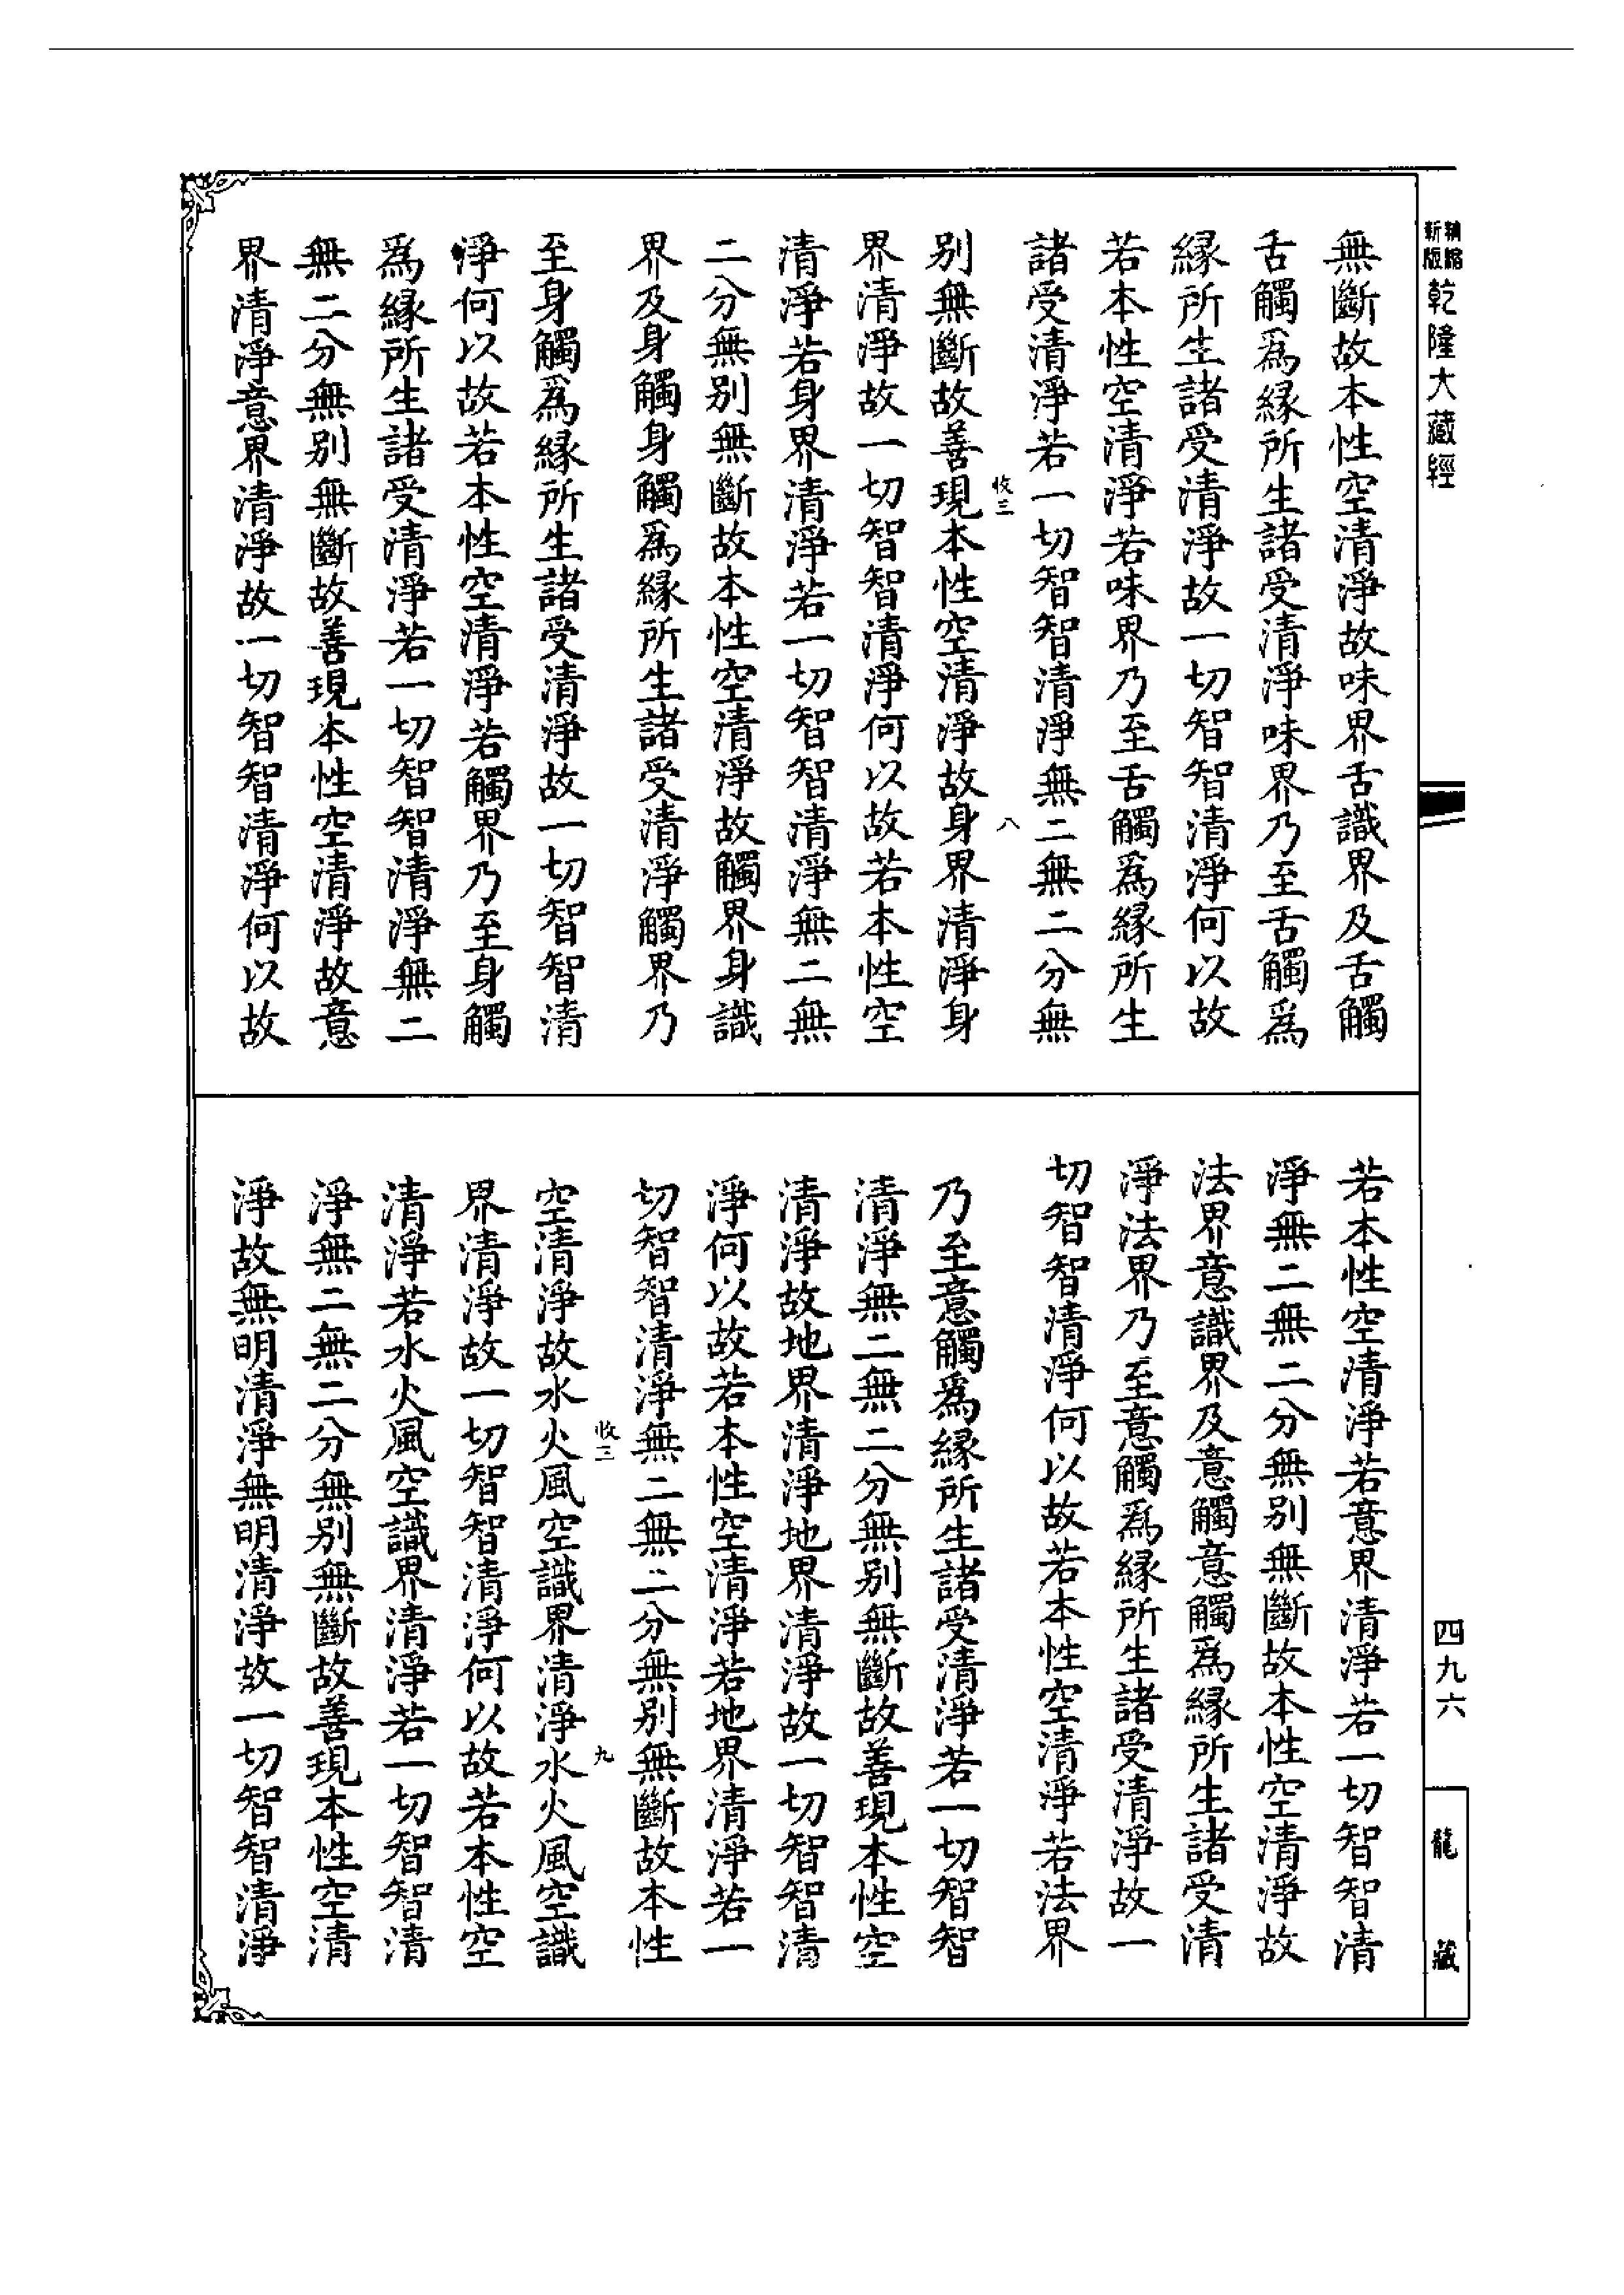 新版
精縮
乾隆大藏經
無斷故本性空清淨故味界舌識界及舌觸
舌觸爲緣所生諸受清淨味界乃至舌觸爲
緣所生諸受清淨故一切智智清淨何以故
若本性空清淨若味界乃至舌觸爲緣所生
諸受清淨若一切智智清淨無二無二分無
收三
八
別無斷故善現本性空清淨故身界清淨身
界清淨故一切智智清淨何以故若本性空
清淨若身界清淨若一切智智清淨無二無
二分無別無斷故本性空清淨故觸界身識
界及身觸身觸爲緣所生諸受清淨觸界乃
至身觸爲緣所生諸受清淨故一切智智清
淨何以故若本性空清淨若觸界乃至身觸
爲緣所生諸受清淨若一切智智清淨無二
無二分無別無斷故善現本性空清淨故意
界清淨意界清淨故一切智智清淨何以故
若本性空清淨若意界清淨若一切智智清
淨無二無二分無別無斷故本性空清淨故
法界意識界及意觸意觸爲緣所生諸受清
淨法界乃至意觸爲緣所生諸受清淨故一
切智智清淨何以故若本性空清淨若法界
乃至意觸爲緣所生諸受清淨若一切智智
清淨無二無二分無別無斷故善現本性空
清淨故地界清淨地界清淨故一切智智清
淨何以故若本性空清淨若地界清淨若一
切智智清淨無二無二分無別無斷故本性
收三
九
空清淨故水火風空識界清淨水火風空識
界清淨故一切智智清淨何以故若本性空
清淨若水火風空識界清淨若一切智智清
淨無二無二分無別無斷故善現本性空清
淨故無明清淨無明清淨故一切智智清淨
四九六
龍藏